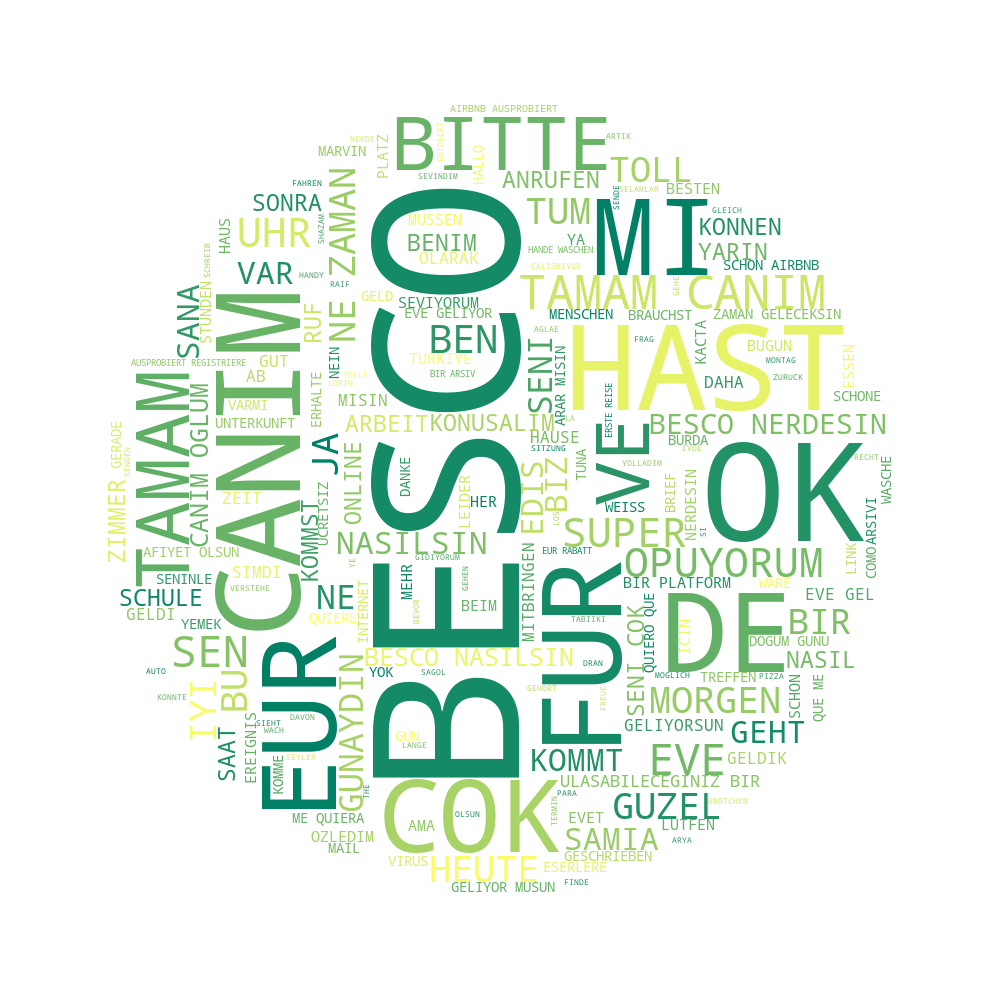 AIRBNB AUSPROBIERT
BITTE
ARTIK
NERDE
MARVIN
PLATZ
ENTDECKT
HALLO
SEVINDIM
ANRUFEN
TOLL
SELAMLAR
BESTEN
FAHREN
SONRA
ZAMAN
MUSSEN
TUM
SENDE
MI
GLEICH
KONNEN
HAUS
UHR
SHAZAM
BENIM
OLARAK
YA
HANDE WASCHEN
YARIN
SCHREIB
VAR
HANDY
RAIF
NE
GELD
CALISMIYOR
GEHE
SCHON AIRBNB
SANA
STUNDEN
CANIM
RUF
SEVIYORUM
TAMAM CANIM
EVE GELIYOR
BEN
MENSCHEN
BRAUCHST
ZAMAN GELECEKSIN
HAST
AGLAE
FRAG
KACTA
BUGUN
ESSEN
NEIN
TURKIYE
SENI
ARAR MISIN
MONTAG
AUSPROBIERT REGISTRIERE
GUT
BIR ARSIV
AB
TOLLE
LORIN
DAHA
ZURUCK
TAMAM
CANIM OGLUM
VARMI
ERHALTE
MISIN
ERSTE REISE
SCHONE
UNTERKUNFT
ARBEIT
KONUSALIM
LA
BESCO NERDESIN
GERADE
JA
BESCO
HAUSE
SITZUNG
VE
BURDA
EVDE
OK
ZIMMER
SENDEN
ONLINE
DANKE
LEIDER
EDIS
BIZ
TUNA
YOLLADIM
RECHT
WASCHE
ZEIT
UCRETSIZ
HER
WEISS
BRIEF
NERDESIN
ARSIVI
KOMMST
LOS
SUPER
SI
NASILSIN
AFIYET OLSUN
YE
GIDIYORUM
EUR RABATT
OPUYORUM
LINK
COMO
SENINLE
SIMDI
MEHR
GEHEN
FUR
BIR PLATFORM
WARE
VERSTEHE
SCHULE
NE
MITBRINGEN
TABIIKI
DE
EVE GEL
GELDI
QUIERE
INTERNET
BEVOR
BEIM
QUIERO QUE
ICIN
BIR
YEMEK
SENI COK
DOGUM GUNU
SEN
EUR
GUNAYDIN
BESCO NASILSIN
DRAN
NASIL
AUTO
YOK
SAGOL
GEHORT
MOGLICH
TREFFEN
PIZZA
IYI
BU
KONNTE
FREUE
MORGEN
SCHON
QUE ME
EREIGNIS
DAVON
SIEHT
GELIYORSUN
GEHT
GUN
LANGE
WACH
SAAT
KOMME
SEYLER
KOMMT
EVE
GELDIK
ULASABILECEGINIZ BIR
THE
COK
PARA
TERMIN
GUZEL
BROTCHEN
ME QUIERA
OLSUN
AMA
EVET
LUTFEN
OZLEDIM
SAMIA
ARYA
MAIL
VIRUS
HEUTE
GESCHRIEBEN
ESERLERE
GELIYOR MUSUN
FINDE